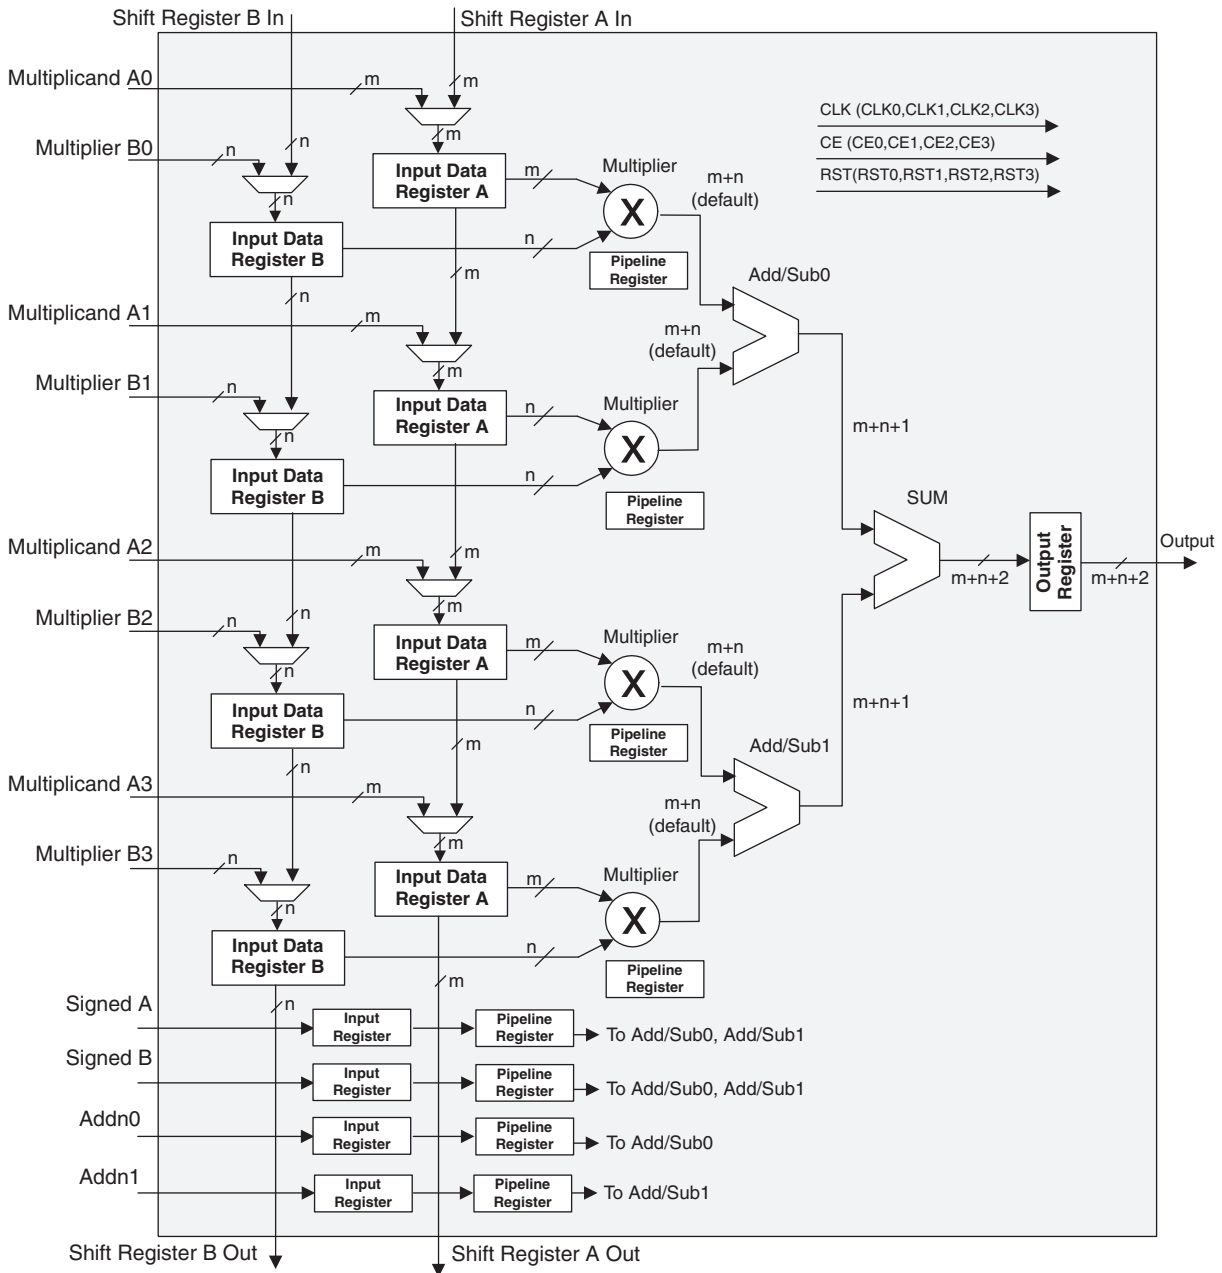 Shift Register B In
Shift Register A In
Multiplicand A0
m
m
CLK (CLK0,CLK1,CLK2,CLK3)
CE (CE0,CE1,CE2,CE3)
RST(RST0,RST1,RST2,RST3)
Multiplier B0
n
n
m
Input Data
Register A
m
Multiplier
m+n
(default)
X
n
Input Data
Register B
n
Pipeline
Register
m
n
Add/Sub0
Multiplicand A1
m
m+n
(default)
m
Multiplier B1
n
Input Data
Register A
n
Multiplier
X
m+n+1
n
Input Data
Register B
n
Pipeline
Register
SUM
Multiplicand A2
m
m
m+n+2
Output
Register
m+n+2
Output
m
Multiplier B2
n
n
Input Data
Register A
m
Multiplier
m+n
(default)
X
n
Input Data
Register B
n
m+n+1
Pipeline
Register
m
n
Add/Sub1
Multiplicand A3
m
m+n
(default)
m
Multiplier B3
n
Input Data
Register A
m
Multiplier
X
n
Input Data
Register B
n
Pipeline
Register
m
n
Signed A
Input
Register
Pipeline
Register
To Add/Sub0, Add/Sub1
Signed B
Input
Register
Pipeline
Register
To Add/Sub0, Add/Sub1
Addn0
Input
Register
Pipeline
Register
To Add/Sub0
Addn1
Input
Register
Pipeline
Register
To Add/Sub1
Shift Register B Out
Shift Register A Out